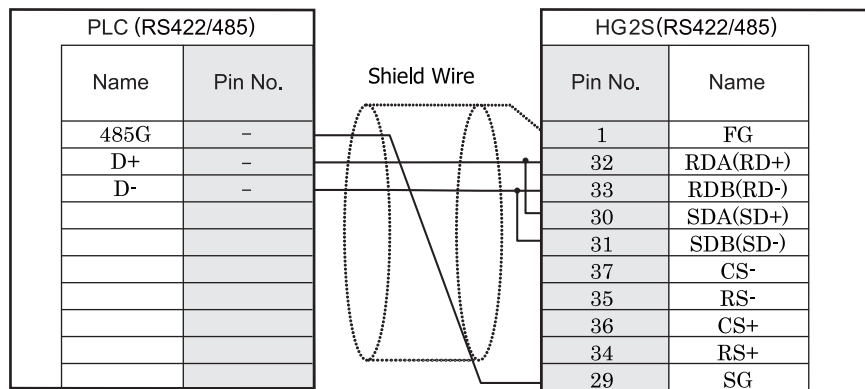 PLC (RS422/485)
HG2S(RS422/485)
Name Pin No. Shield Wire Pin No. Name
485G - 1 FG
D+ - 32 RDA(RD+)
D- - 33 RDB(RD-)
30 SDA(SD+)
31 SDB(SD-)
37 CS-
35 RS-
36 CS+
34 RS+
29 SG